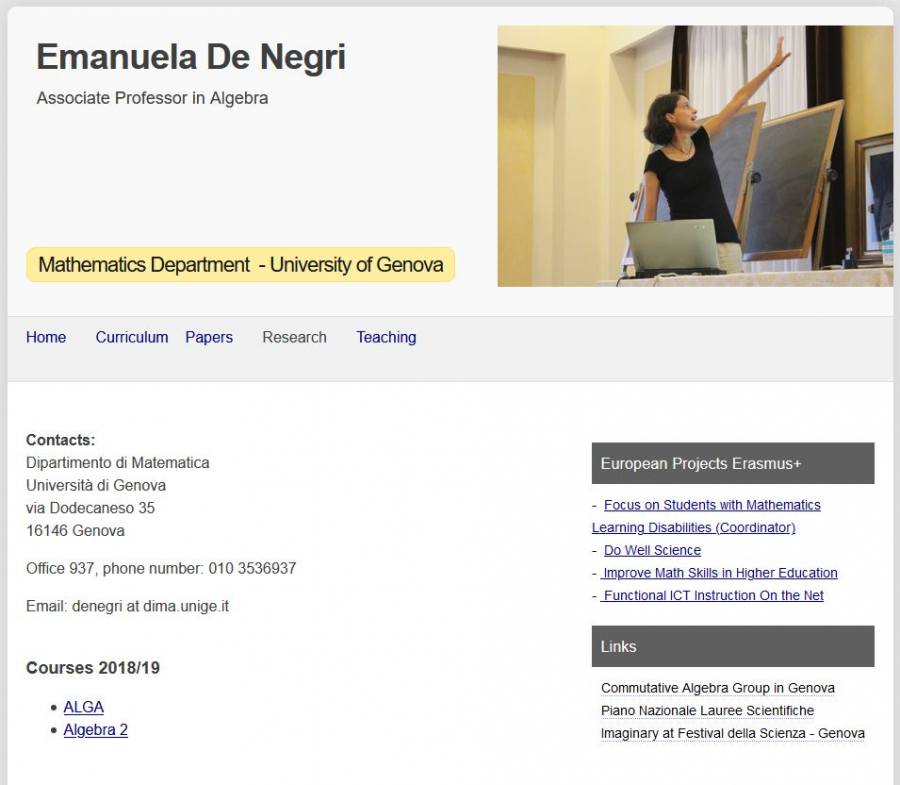 Emanuela De Negri
Associate Professor in Algebra
Mathematics Department - University of Genova
Home Curriculum Papers Research Teaching
Contacts:
Dipartimento di Matematica
Università di Genova
via Dodecaneso 35
16146 Genova
Office 937, phone number: 010 3536937
Email: denegri at dima.unige.it
Courses 2018/19
• ALGA
• Algebra 2
European Projects Erasmus+
- Focus on Students with Mathematics
Learning Disabilities (Coordinator)
- Do Well Science
- Improve Math Skills in Higher Education
- Functional ICT Instruction On the Net
Links
Commutative Algebra Group in Genova
Piano Nazionale Lauree Scientifiche
Imaginary at Festival della Scienza - Genova